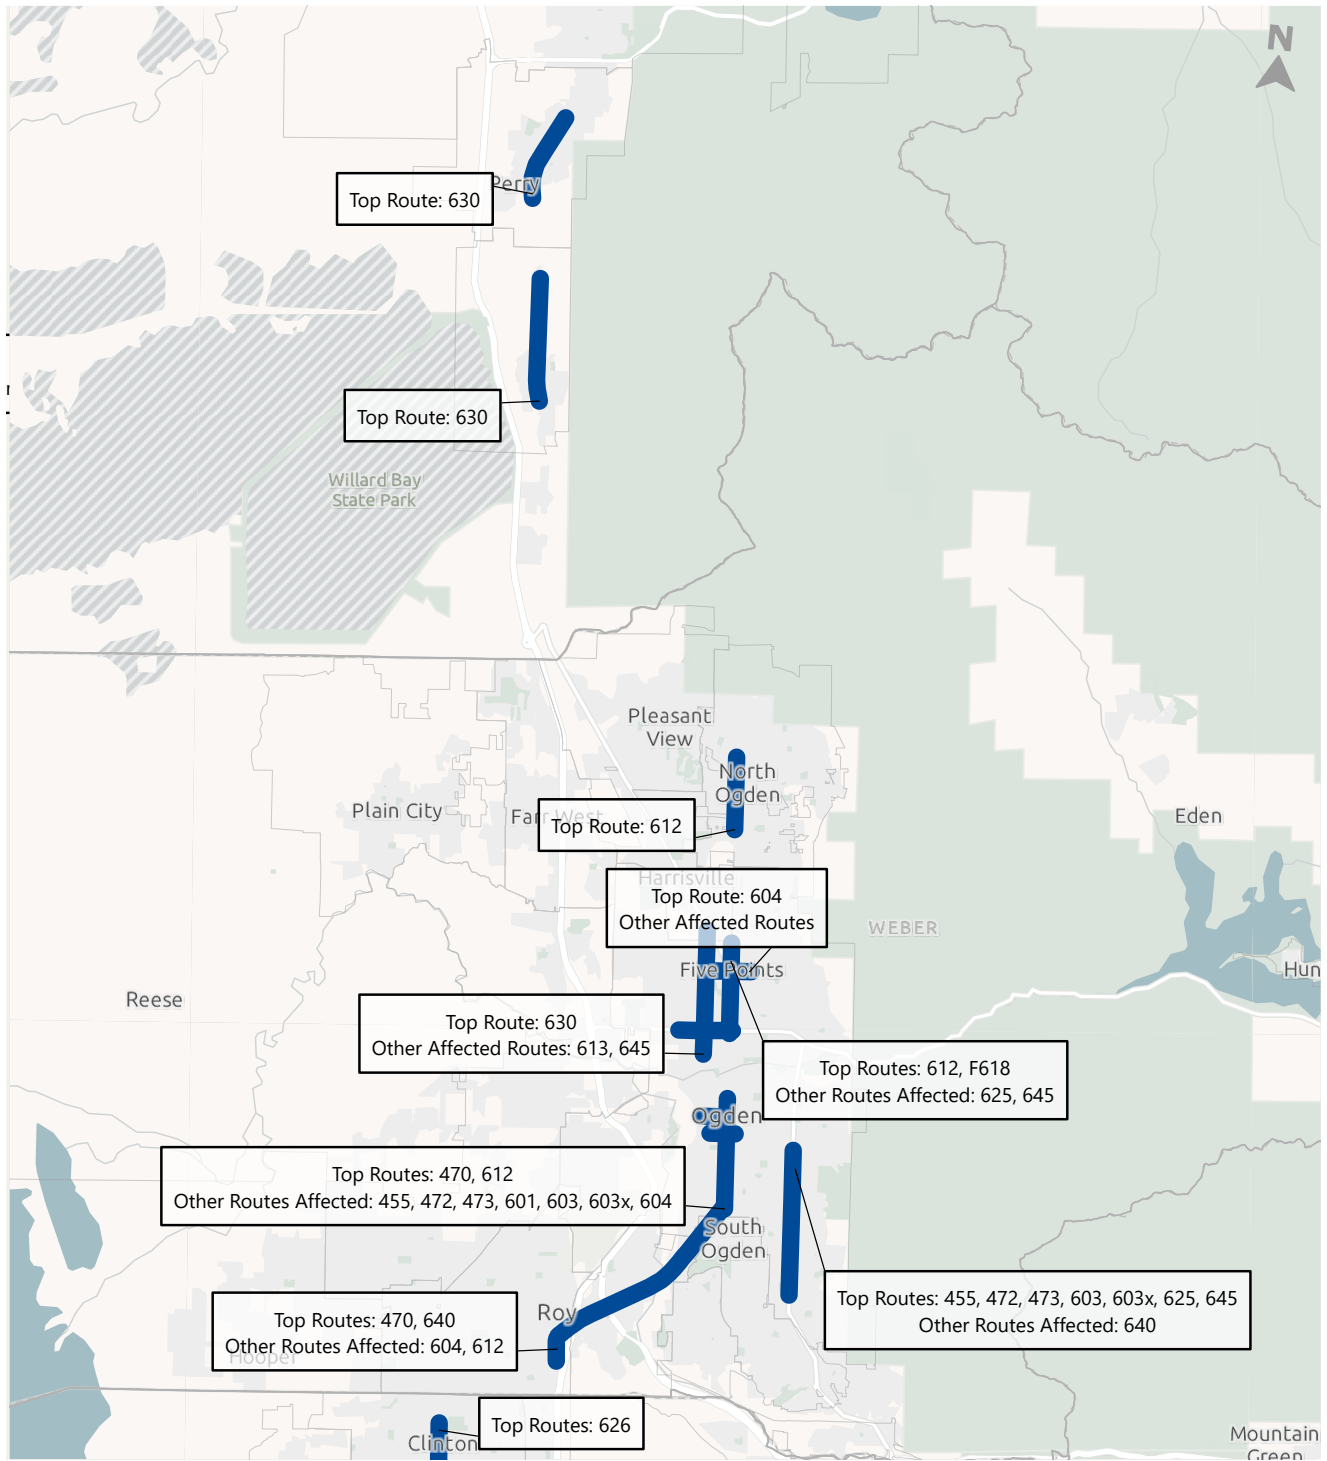 N
Perry
Top Route: 630
Top Route: 630
Willard Bay
State Park
Pleasant
View
North
Ogden
Plain City
Farr West
Top Route: 612
Eden
Harrisville
Top Route: 604
Other Affected Routes
WEBER
Five Points
Hun
Reese
Top Route: 630
Other Affected Routes: 613, 645
Top Routes: 612, F618
Other Routes Affected: 625, 645
Ogden
Top Routes: 470, 612
Other Routes Affected: 455, 472, 473, 601, 603, 603x, 604
South
Ogden
Top Routes: 455, 472, 473, 603, 603x, 625, 645
Other Routes Affected: 640
Roy
Top Routes: 470, 640
Other Routes Affected: 604, 612
Hooper
Top Routes: 626
Clinton
Mountain
Green